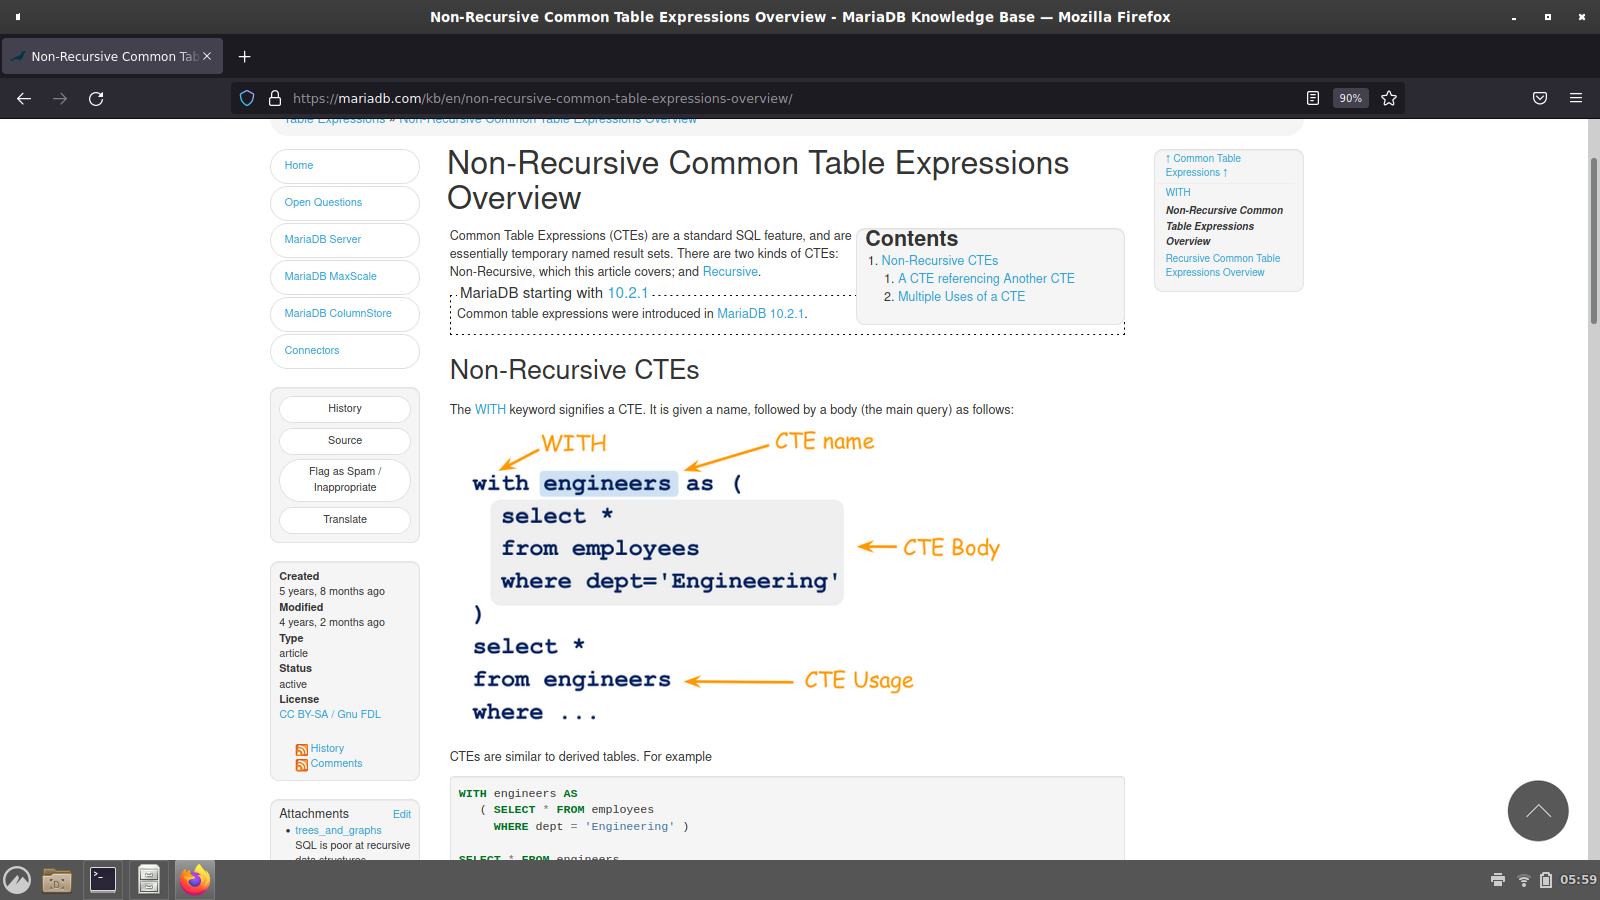 Non-Recursive Common Table Expressions Overview - MariaDB Knowledge Base — Mozilla Firefox
Non-Recursive Common Tab
https://mariadb.com/kb/en/non-recursive-common-table-expressions-overview/
90%
Table Expressions » Non-Recursive Common Table Expressions Overview
Home
Open Questions
MariaDB Server
MariaDB MaxScale
MariaDB ColumnStore
Connectors
History
Source
Flag as Spam /
Inappropriate
Translate
Created
5 years, 8 months ago
Modified
4 years, 2 months ago
Type
article
Status
active
License
CC BY-SA / Gnu FDL
History
Comments
Attachments Edit
• trees_and_graphs
SQL is poor at recursive
data structures
Non-Recursive Common Table Expressions
Overview
Common Table Expressions (CTEs) are a standard SQL feature, and are
essentially temporary named result sets. There are two kinds of CTEs:
Non-Recursive, which this article covers; and Recursive.
Contents
1. Non-Recursive CTEs
1. A CTE referencing Another CTE
2. Multiple Uses of a CTE
MariaDB starting with 10.2.1
Common table expressions were introduced in MariaDB 10.2.1.
Non-Recursive CTEs
The WITH keyword signifies a CTE. It is given a name, followed by a body (the main query) as follows:
WITH
CTE name
with engineers as (
select *
from employees
where dept='Engineering'
CTE Body
)
select *
from engineers
CTE Usage
where ...
CTEs are similar to derived tables. For example
WITH engineers AS
( SELECT * FROM employees
WHERE dept = 'Engineering' )
SELECT * FROM engineers
↑ Common Table
Expressions ↑
WITH
Non-Recursive Common
Table Expressions
Overview
Recursive Common Table
Expressions Overview
05:59